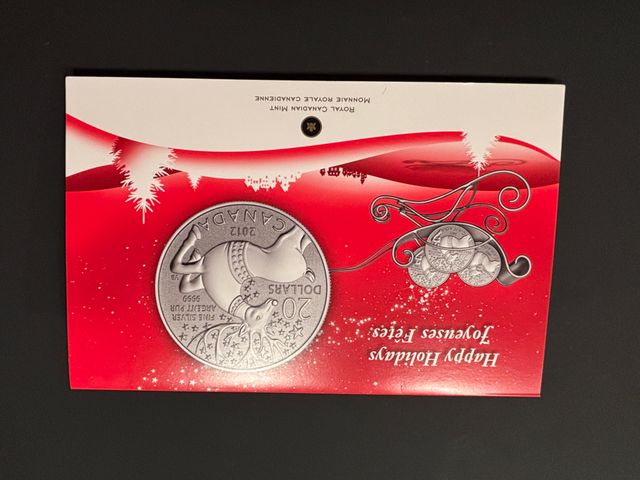 Happy Holidays
Joyeuses Fêtes
20
DOLLARS
FINE SILVER
ARGENT PUR
9999
VB
2012
CANADA
ROYAL CANADIAN MINT
MONNAIE ROYALE CANADIENNE